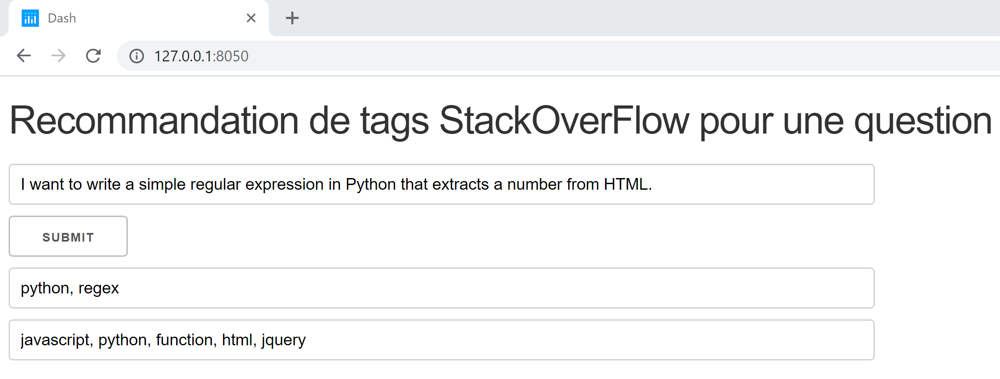 Dash
127.0.0.1:8050
Recommandation de tags StackOverFlow pour une question
I want to write a simple regular expression in Python that extracts a number from HTML.
SUBMIT
python, regex
javascript, python, function, html, jquery